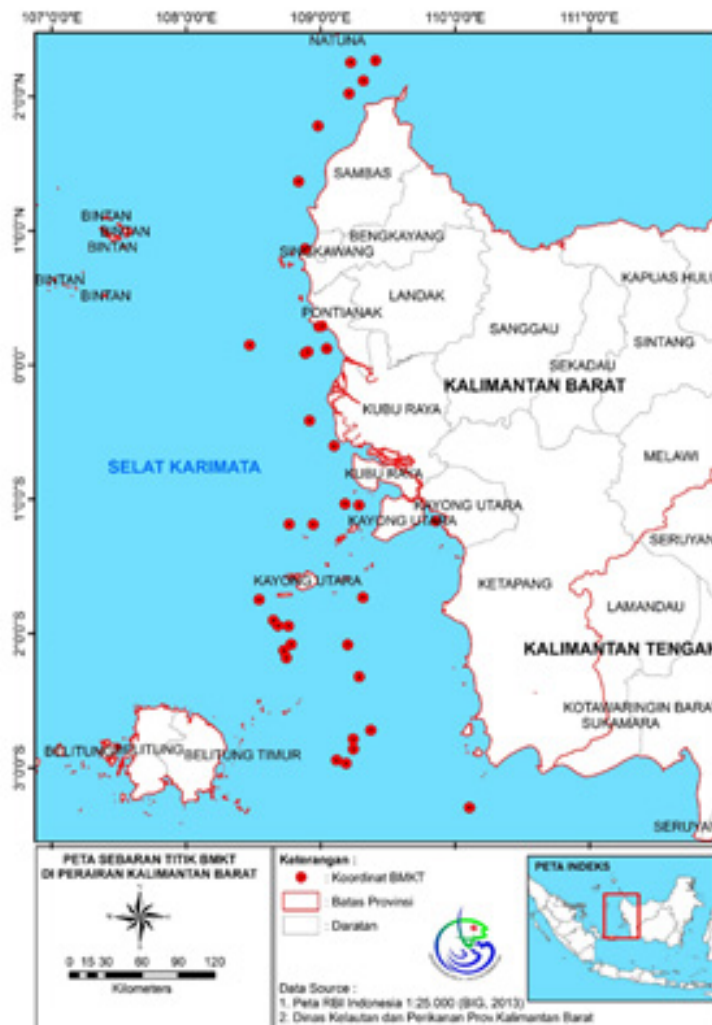 107°0'0"E 108°0'0"E 109°0'0"E 110°0'0"E 111°0'0"E
NATUNA
2°0'0"N
SAMBAS
BINTAN
BINTAN
BINTAN
1°0'0"N
BENGKAYANG
SINGKAWANG
BINTAN
BINTAN
KAPUAS HULU
LANDAK
PONTIANAK
SANGGAU
SINTANG
SEKADAU
0°0'0"
KALIMANTAN BARAT
KUBU RAYA
MELAWI
SELAT KARIMATA
KUBU RAYA
1°0'0"S
KAYONG UTARA
KAYONG UTARA
SERUYAN
KAYONG UTARA
KETAPANG
LAMANDAU
2°0'0"S
KALIMANTAN TENGAH
KOTAWARINGIN BARA
SUKAMARA
BELITUNG
BELITUNG
BELITUNG TIMUR
3°0'0"S
SERUYAN
PETA SEBARAN TITIK BMKT
DI PERAIRAN KALIMANTAN BARAT
0 15 30 60 90 120
Kilometers
Keterangan :
: Koordinat BMKT
: Batas Provinsi
: Daratan
Data Source :
1. Peta RBI Indonesia 1:25.000 (BIG, 2013)
2. Dinas Kelautan dan Perikanan Prov.Kalimantan Barat
PETA INDEKS